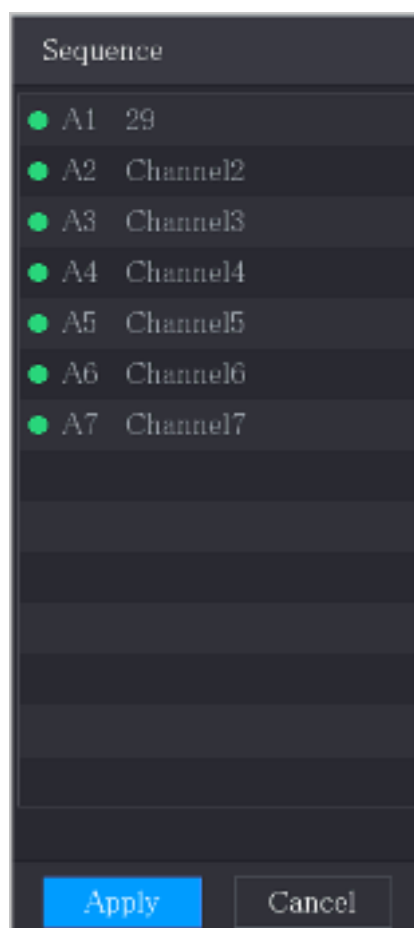 Sequence
A1 29
A2 Channel2
A3 Channel3
A4 Channel4
A5 Channel5
A6 Channel6
A7 Channel7
Apply Cancel